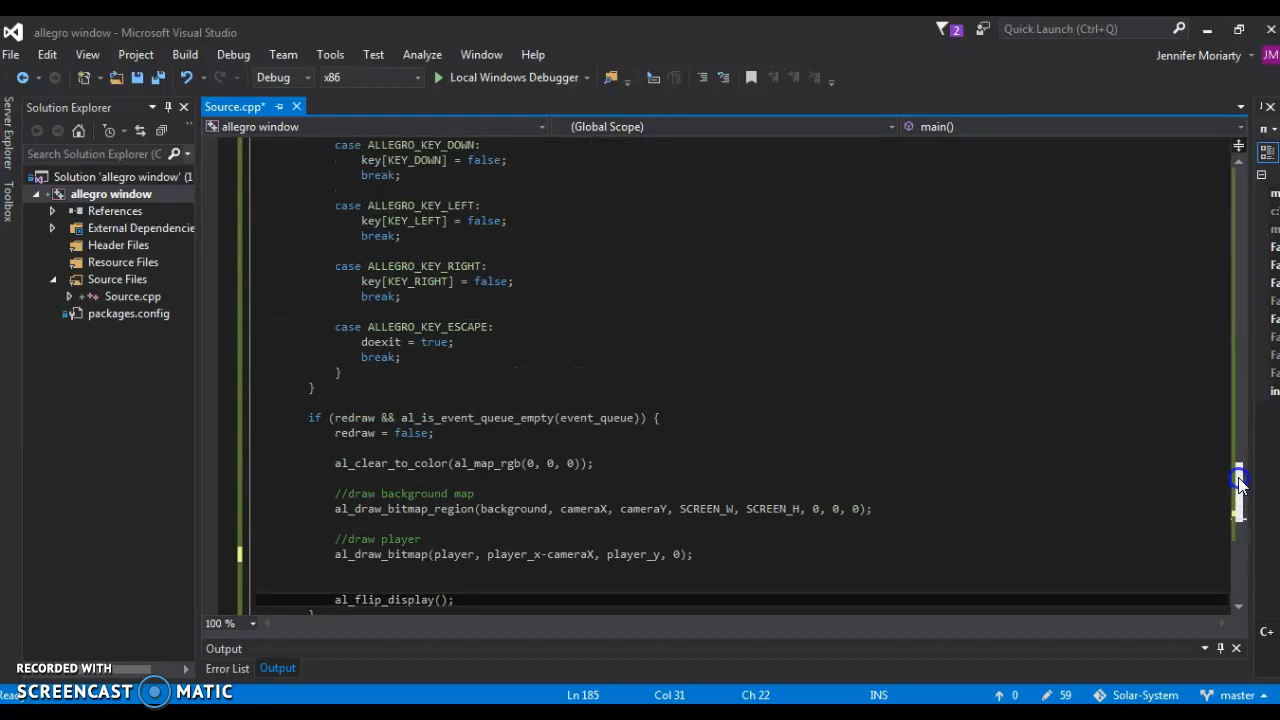 allegro window - Microsoft Visual Studio
2
Quick Launch (Ctrl+Q)
File Edit View Project Build Debug Team Tools Test Analyze Window Help
Jennifer Moriarty JM
Debug x86 Local Windows Debugger
Server Explorer
Toolbox
Solution Explorer
Search Solution Explorer (C
Solution 'allegro window' (1
allegro window
References
External Dependencie
Header Files
Resource Files
Source Files
Source.cpp
packages.config
Source.cpp*
allegro window (Global Scope) main()
case ALLEGRO_KEY_DOWN:
key[KEY_DOWN] = false;
break;
case ALLEGRO_KEY_LEFT:
key[KEY_LEFT] = false;
break;
case ALLEGRO_KEY_RIGHT:
key[KEY_RIGHT] = false;
break;
case ALLEGRO_KEY_ESCAPE:
doexit = true;
break;
}
}
if (redraw && al_is_event_queue_empty(event_queue)) {
redraw = false;
al_clear_to_color(al_map_rgb(0, 0, 0));
//draw background map
al_draw_bitmap_region(background, cameraX, cameraY, SCREEN_W, SCREEN_H, 0, 0, 0);
//draw player
al_draw_bitmap(player, player_x-cameraX, player_y, 0);
al_flip_display();
100 %
Output
Error List Output
C+
RECORDED WITH
SCREENCAST MATIC
Ln 185 Col 31 Ch 22 INS 0 59 Solar-System master